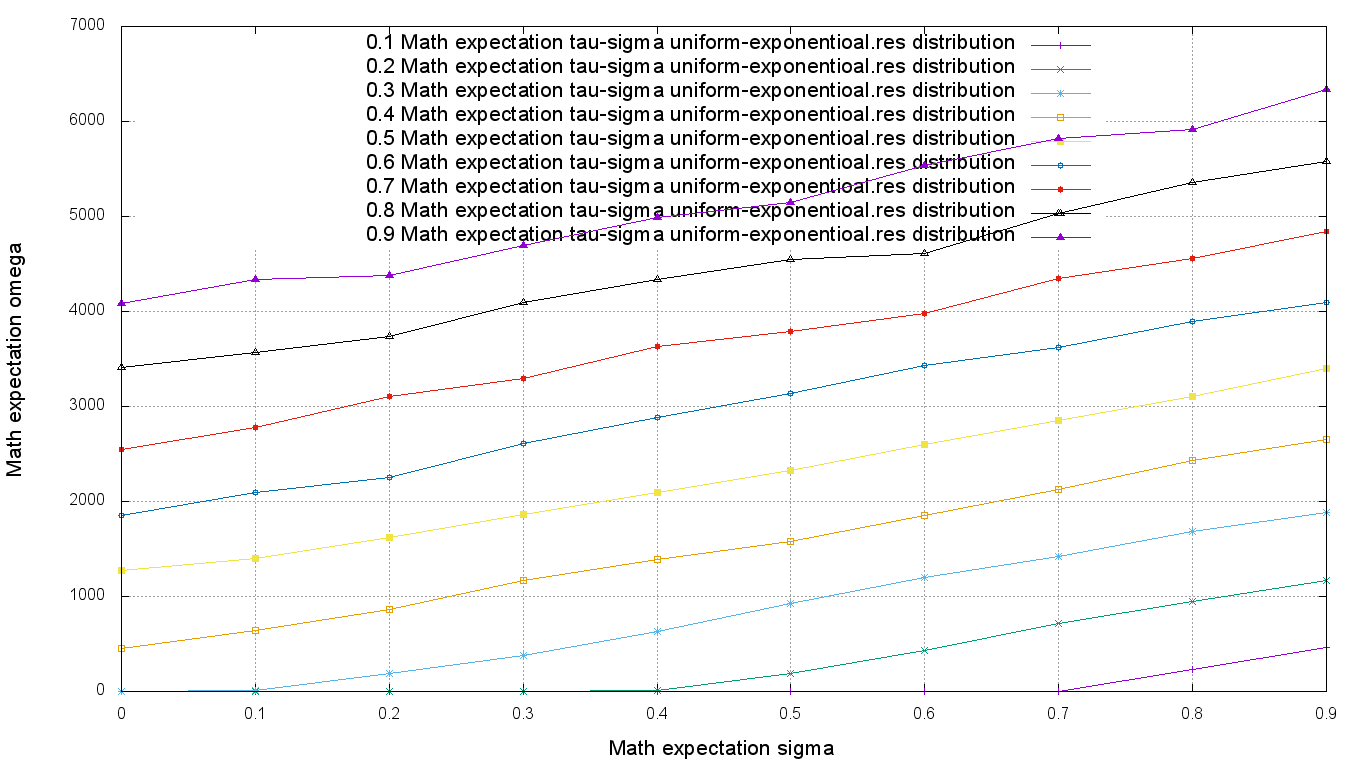 7000
6000
5000
4000
3000
2000
1000
0
Math expectation omega
0.1 Math expectation tau-sigma uniform-exponentioal.res distribution
0.2 Math expectation tau-sigma uniform-exponentioal.res distribution
0.3 Math expectation tau-sigma uniform-exponentioal.res distribution
0.4 Math expectation tau-sigma uniform-exponentioal.res distribution
0.5 Math expectation tau-sigma uniform-exponentioal.res distribution
0.6 Math expectation tau-sigma uniform-exponentioal.res distribution
0.7 Math expectation tau-sigma uniform-exponentioal.res distribution
0.8 Math expectation tau-sigma uniform-exponentioal.res distribution
0.9 Math expectation tau-sigma uniform-exponentioal.res distribution
0 0.1 0.2 0.3 0.4 0.5 0.6 0.7 0.8 0.9
Math expectation sigma